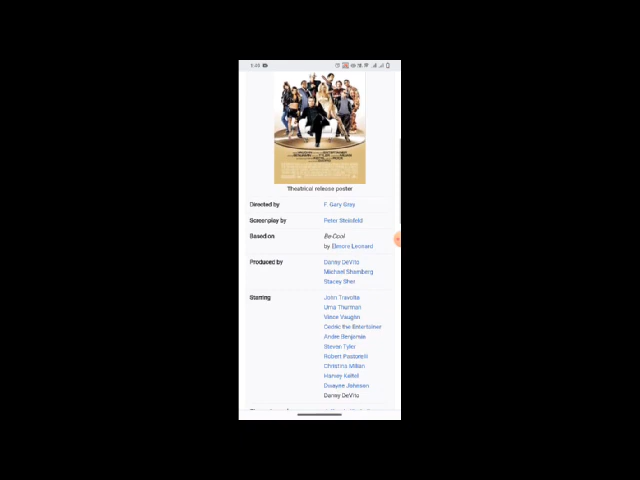 Theatrical release poster
Directed by
F. Gary Gray
Screenplay by
Peter Steinfeld
Based on
Be Cool
by Elmore Leonard
Produced by
Danny DeVito
Michael Shamberg
Stacey Sher
Starring
John Travolta
Uma Thurman
Vince Vaughn
Cedric the Entertainer
Andre Benjamin
Steven Tyler
Robert Pastorelli
Christina Milian
Harvey Keitel
Dwayne Johnson
Danny DeVito